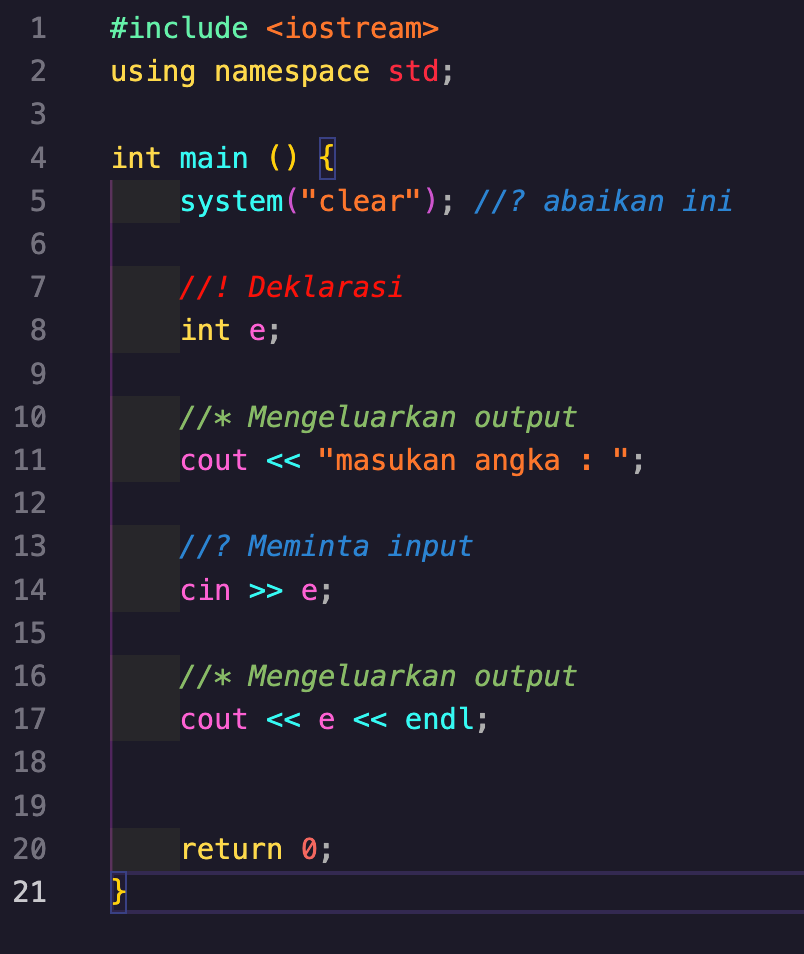 1 #include <iostream>
2 using namespace std;
3
4 int main () {
5     system("clear"); //? abaikan ini
6
7     //! Deklarasi
8     int e;
9
10     //* Mengeluarkan output
11     cout << "masukan angka : ";
12
13     //? Meminta input
14     cin >> e;
15
16     //* Mengeluarkan output
17     cout << e << endl;
18
19
20     return 0;
21 }